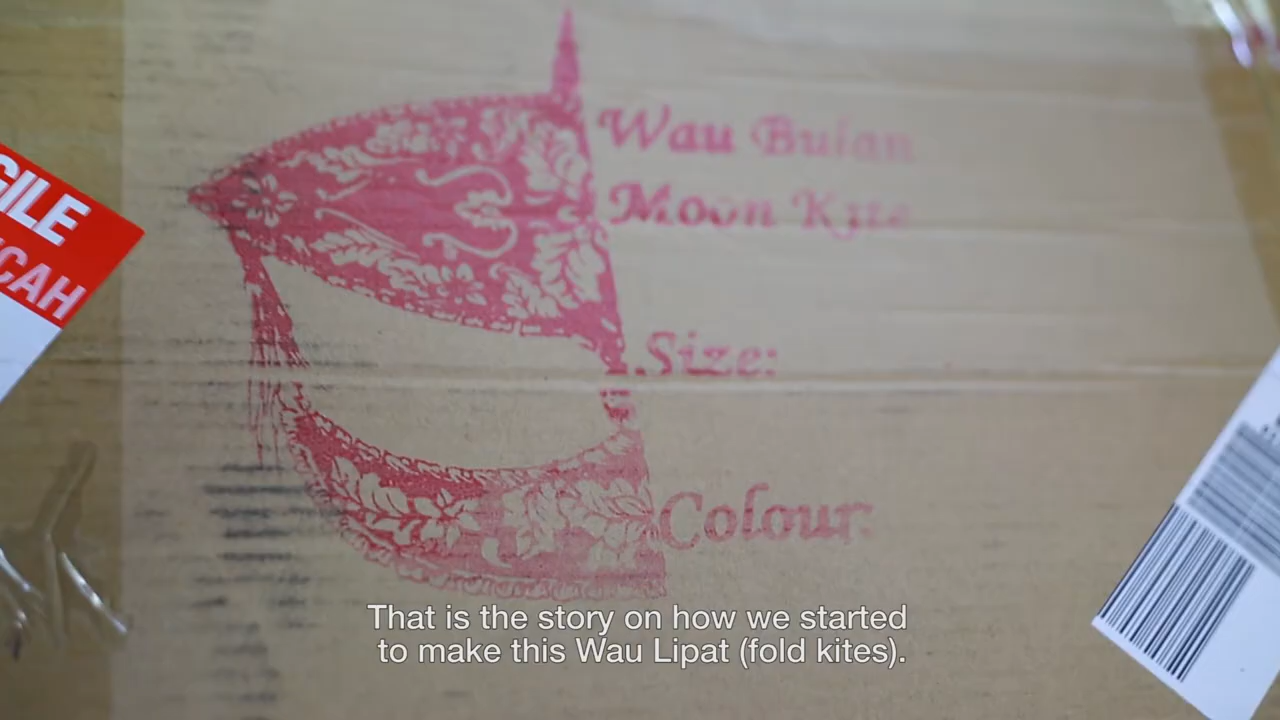 GILE
CAH
Wau Bulan
Moon Kite
Size:
Colour:
That is the story on how we started
to make this Wau Lipat (fold kites).